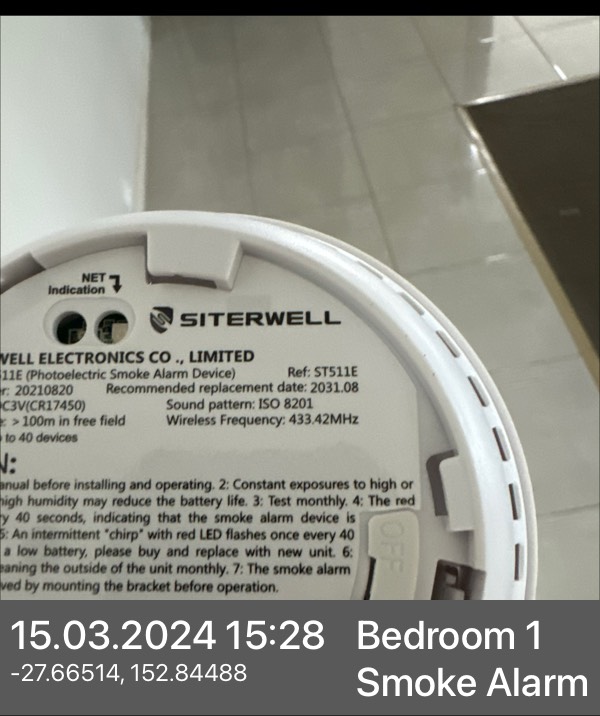 NET
Indication
SITERWELL
WELL ELECTRONICS CO ., LIMITED
11E (Photoelectric Smoke Alarm Device) Ref: ST511E
r: 20210820 Recommended replacement date: 2031.08
C3V(CR17450) Sound pattern: ISO 8201
: >100m in free field Wireless Frequency: 433.42MHz
to 40 devices
N:
anual before installing and operating. 2: Constant exposures to high or
high humidity may reduce the battery life. 3: Test monthly. 4: The red
ry 40 seconds, indicating that the smoke alarm device is
5: An intermittent "chirp" with red LED flashes once every 40
a low battery, please buy and replace with new unit. 6:
eaning the outside of the unit monthly. 7: The smoke alarm
ved by mounting the bracket before operation.
OFF
15.03.2024 15:28
-27.66514, 152.84488
Bedroom 1
Smoke Alarm